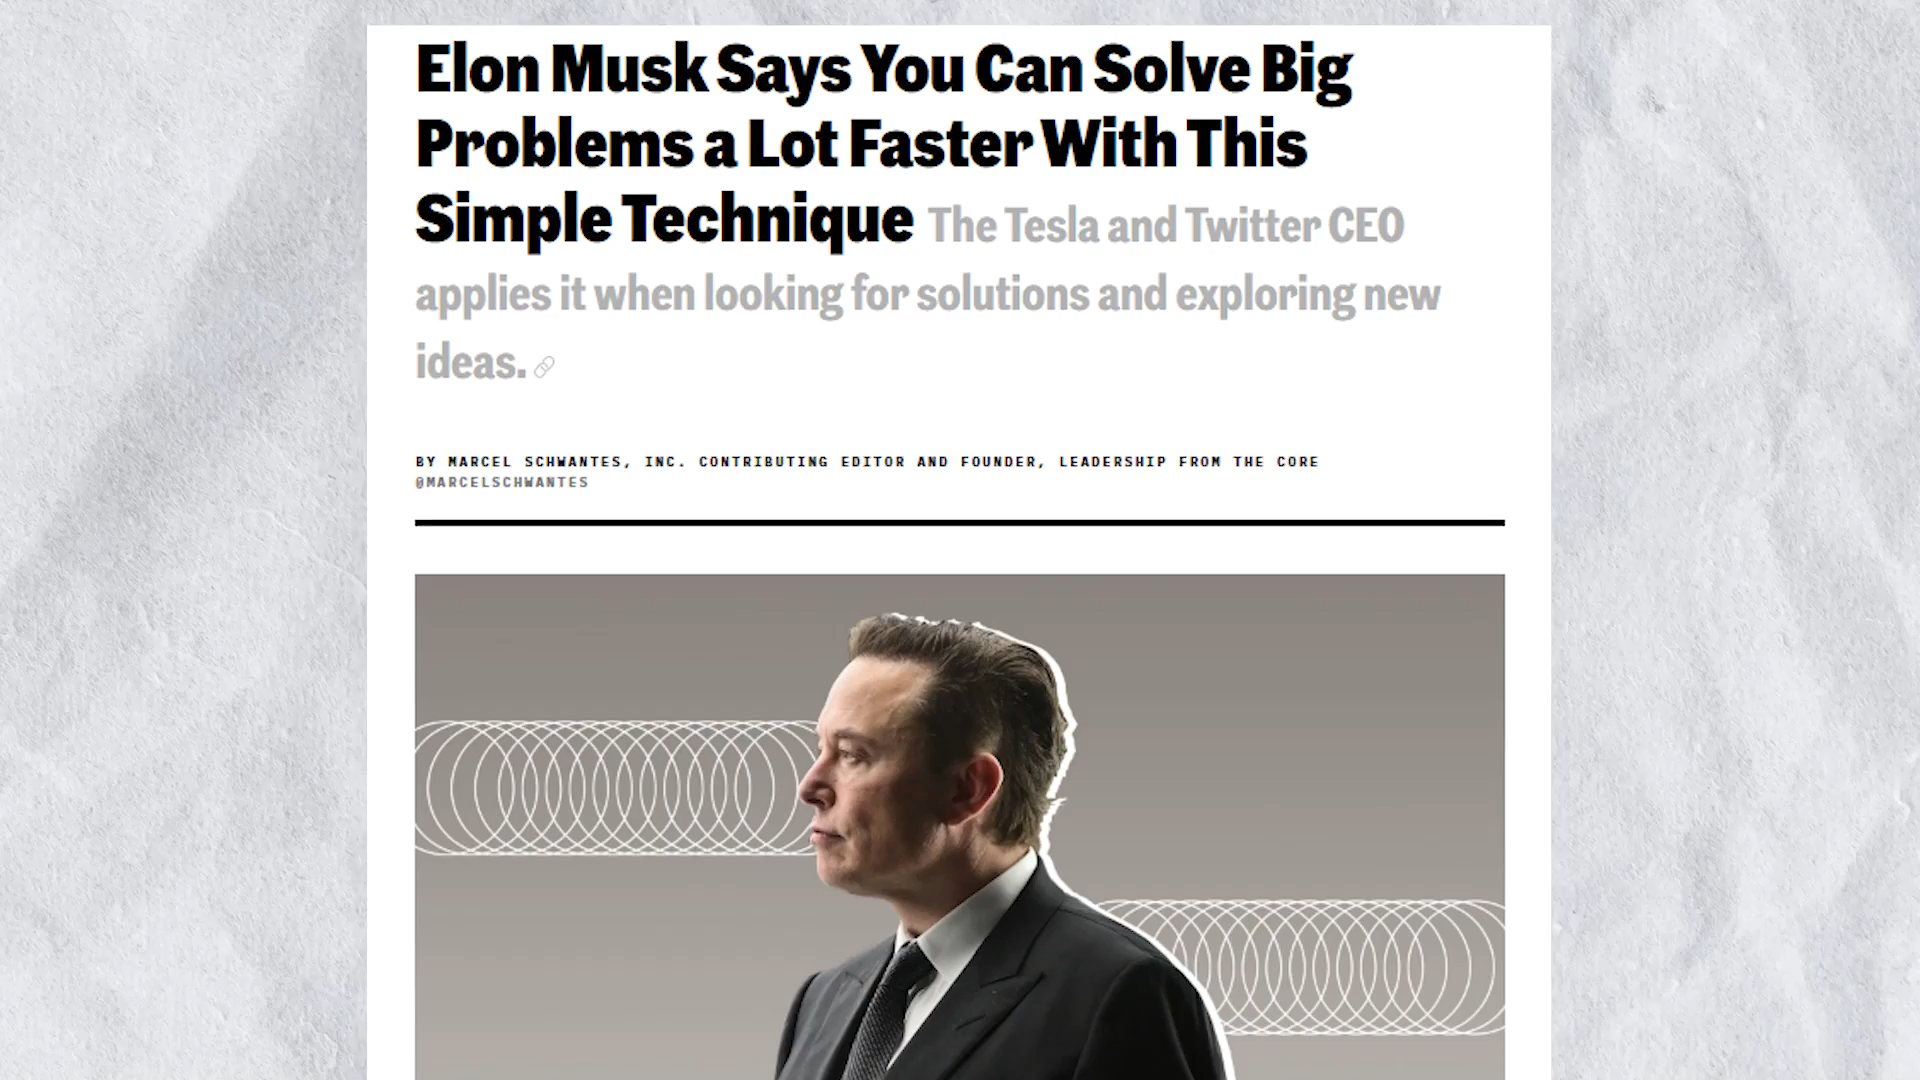 Elon Musk Says You Can Solve Big
Problems a Lot Faster With This
Simple Technique The Tesla and Twitter CEO
applies it when looking for solutions and exploring new
ideas.
BY MARCEL SCHWANTES, INC. CONTRIBUTING EDITOR AND FOUNDER, LEADERSHIP FROM THE CORE
@MARCELSCHWANTES